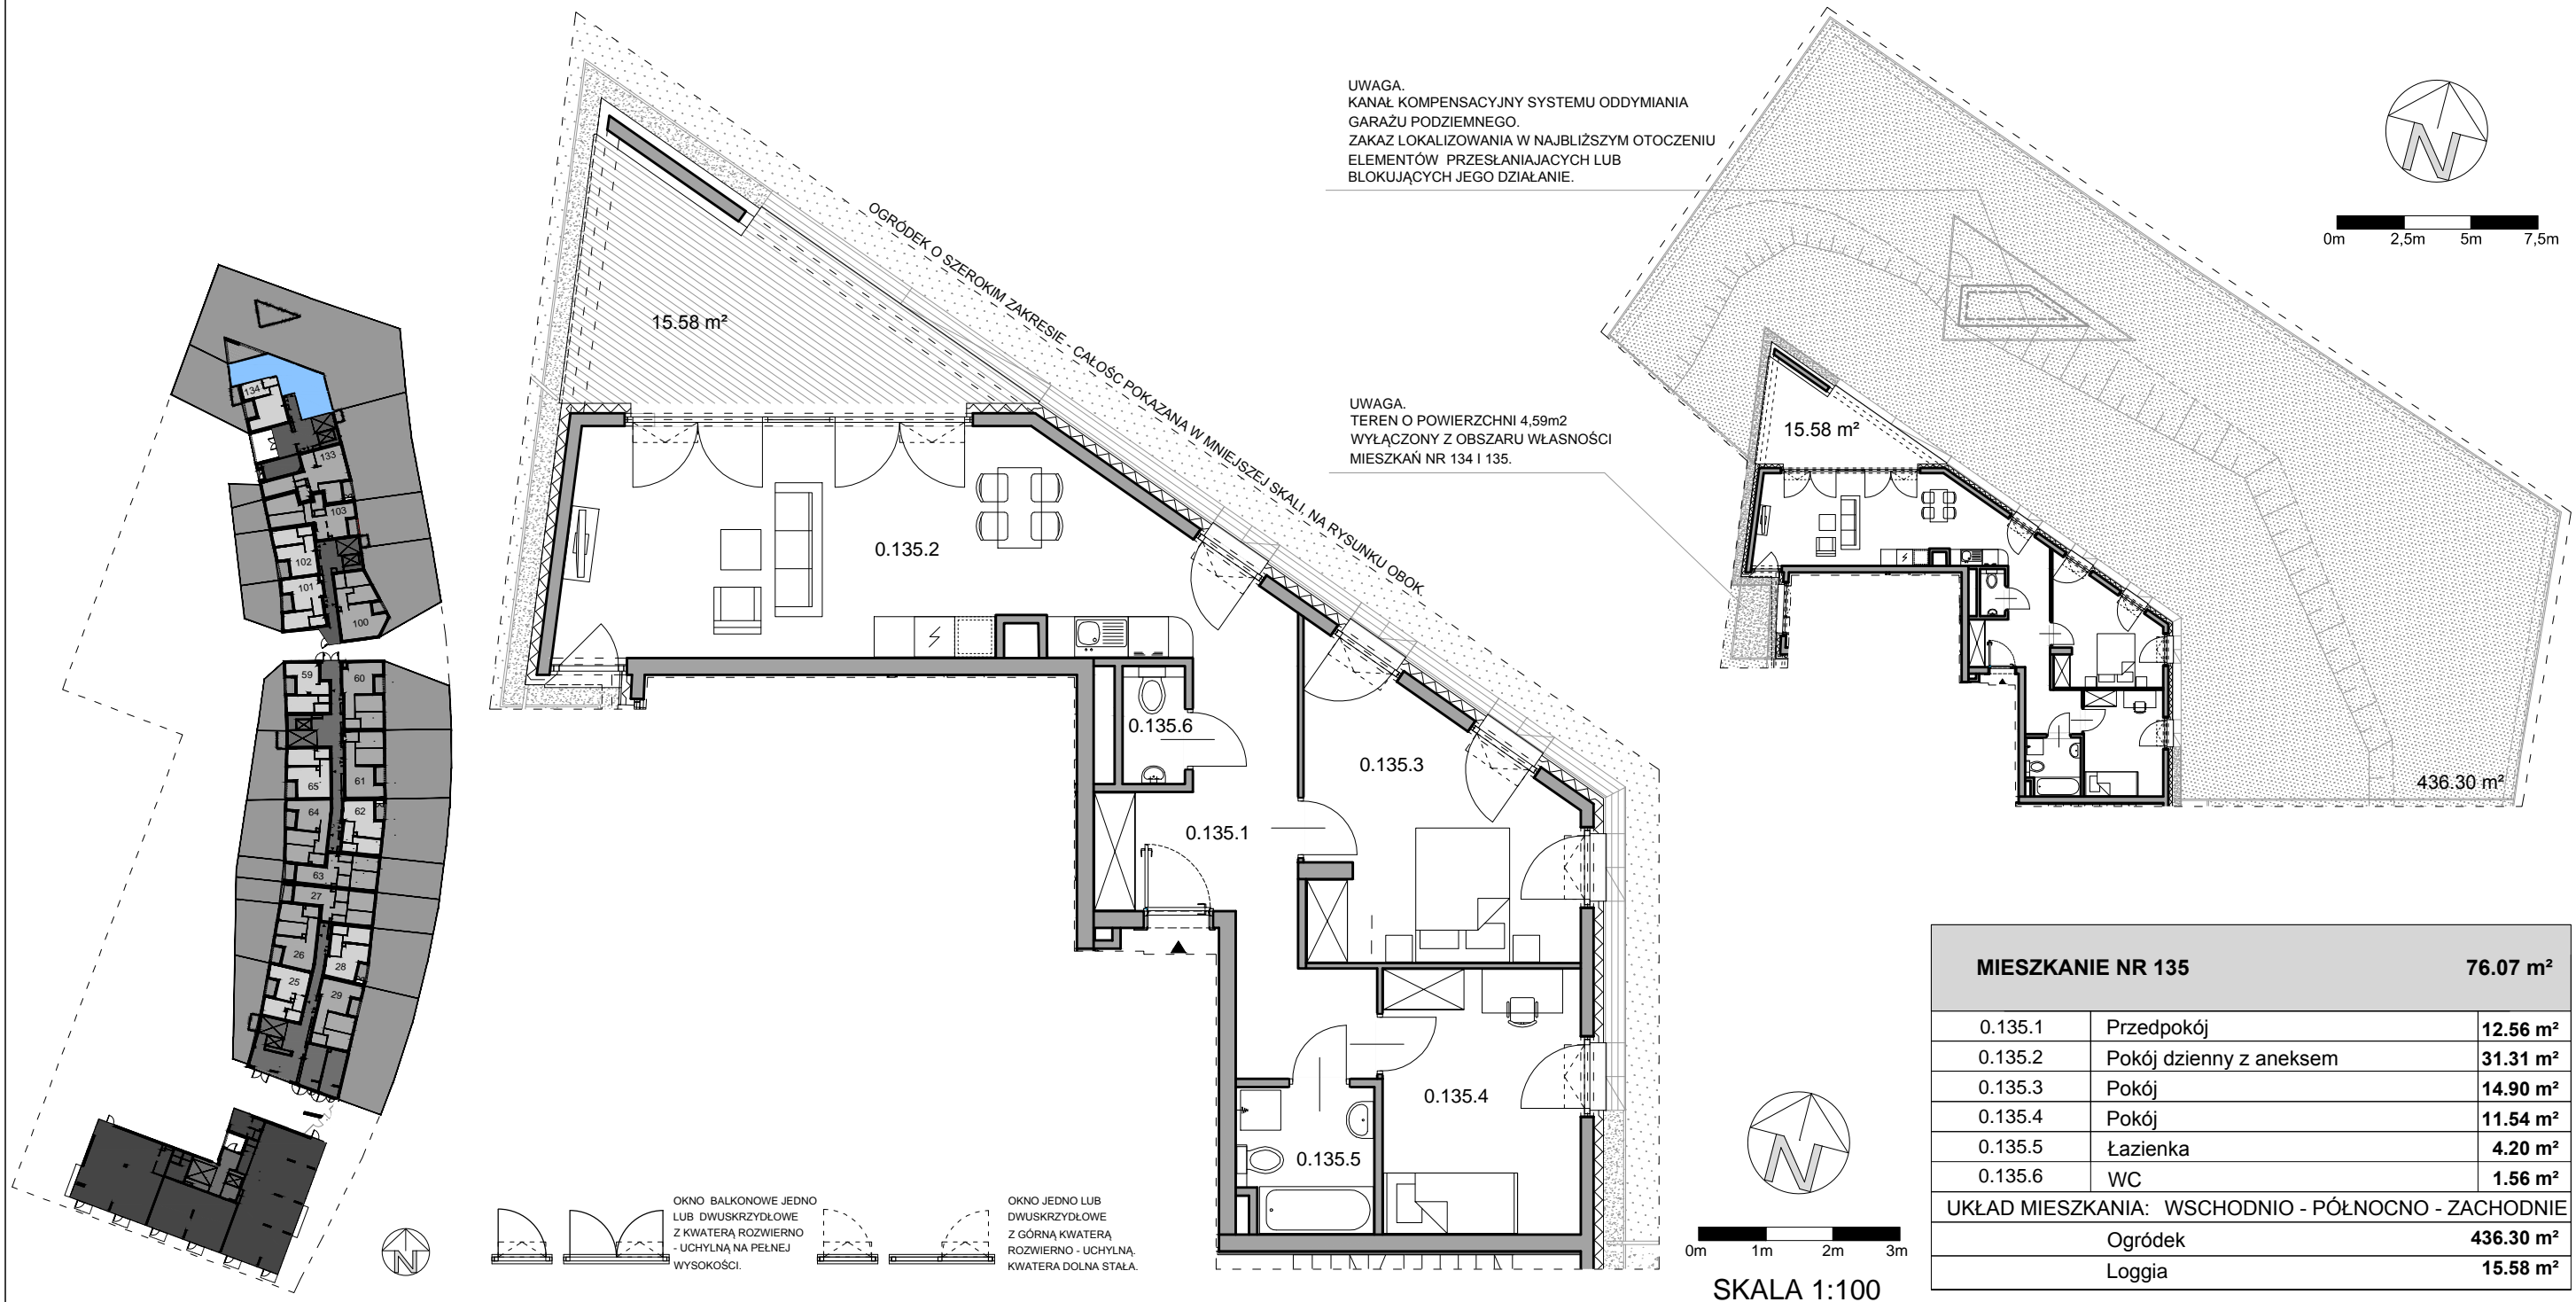 UWAGA.
KANAŁ KOMPENSACYJNY SYSTEMU ODDYMIANIA
GARAŻU PODZIEMNEGO.
ZAKAZ LOKALIZOWANIA W NAJBLIŻSZYM OTOCZENIU
ELEMENTÓW PRZESŁANIAJACYCH LUB
BLOKUJĄCYCH JEGO DZIAŁANIE.
N
0m 2,5m 5m 7,5m
OGRÓDEK O SZEROKIM ZAKRESIE - CAŁOŚC POKAZANA W MNIEJSZEJ SKALI, NA RYSUNKU OBOK.
15.58 m²
UWAGA.
TEREN O POWIERZCHNI 4,59m2
WYŁĄCZONY Z OBSZARU WŁASNOŚCI
MIESZKAŃ NR 134 I 135.
15.58 m²
436.30 m²
0.135.2
0.135.6
0.135.3
0.135.1
0.135.4
0.135.5
134
133
103
102
101
100
59
60
65
61
64
62
63
27
26
28
25
29
N
OKNO BALKONOWE JEDNO
LUB DWUSKRZYDŁOWE
Z KWATERĄ ROZWIERNO
- UCHYLNĄ NA PEŁNEJ
WYSOKOŚCI.
OKNO JEDNO LUB
DWUSKRZYDŁOWE
Z GÓRNĄ KWATERĄ
ROZWIERNO - UCHYLNĄ.
KWATERA DOLNA STAŁA.
N
0m 1m 2m 3m
SKALA 1:100
MIESZKANIE NR 135 76.07 m²
0.135.1 Przedpokój 12.56 m²
0.135.2 Pokój dzienny z aneksem 31.31 m²
0.135.3 Pokój 14.90 m²
0.135.4 Pokój 11.54 m²
0.135.5 Łazienka 4.20 m²
0.135.6 WC 1.56 m²
UKŁAD MIESZKANIA: WSCHODNIO - PÓŁNOCNO - ZACHODNIE
Ogródek 436.30 m²
Loggia 15.58 m²